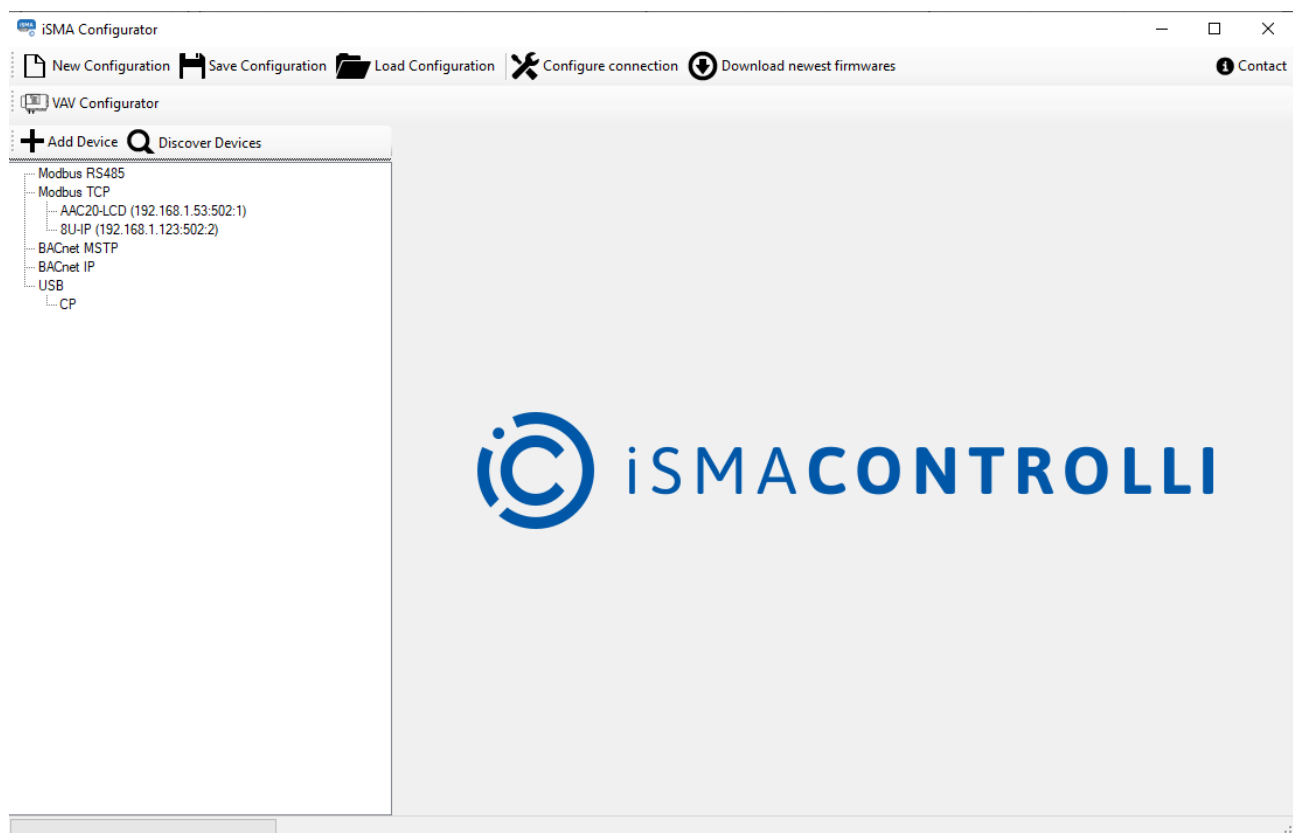 iSMA Configurator
New Configuration Save Configuration Load Configuration Configure connection Download newest firmwares Contact
VAV Configurator
Add Device Discover Devices
Modbus RS485
Modbus TCP
AAC20-LCD (192.168.1.53:502:1)
8U-IP (192.168.1.123:502:2)
BACnet MSTP
BACnet IP
USB
CP
iSMACONTROLLI